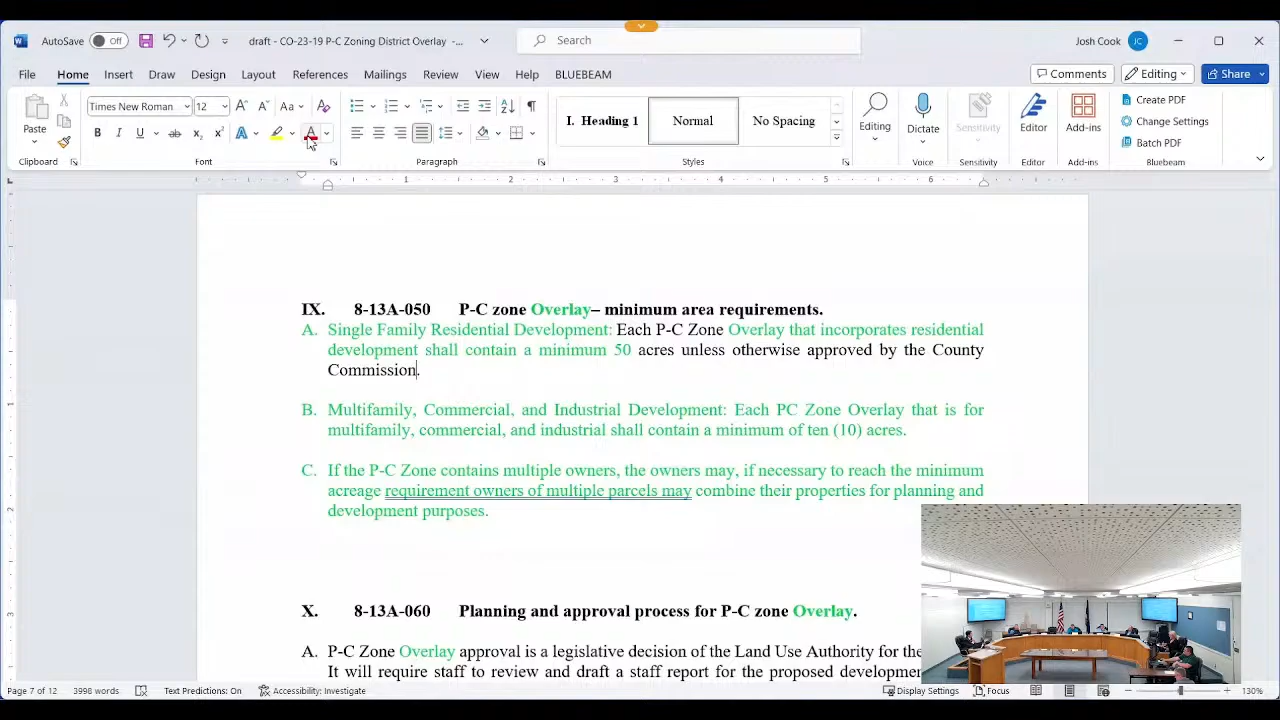 AutoSave Off draft - CO-23-19 P-C Zoning District Overlay -... Search Josh Cook JC
File Home Insert Draw Design Layout References Mailings Review View Help BLUEBEAM Comments Editing Share
Times New Roman 12 Aa
Paste
I. Heading 1 Normal No Spacing
Editing Dictate Sensitivity Editor Add-ins
Create PDF
Change Settings
Batch PDF
Clipboard Font Paragraph Styles Voice Sensitivity Editor Add-ins Bluebeam
1 2 3 4 5 6
IX. 8-13A-050 P-C zone Overlay– minimum area requirements.
A. Single Family Residential Development: Each P-C Zone Overlay that incorporates residential
development shall contain a minimum 50 acres unless otherwise approved by the County
Commission.
B. Multifamily, Commercial, and Industrial Development: Each PC Zone Overlay that is for
multifamily, commercial, and industrial shall contain a minimum of ten (10) acres.
C. If the P-C Zone contains multiple owners, the owners may, if necessary to reach the minimum
acreage requirement owners of multiple parcels may combine their properties for planning and
development purposes.
X. 8-13A-060 Planning and approval process for P-C zone Overlay.
A. P-C Zone Overlay approval is a legislative decision of the Land Use Authority for the
It will require staff to review and draft a staff report for the proposed developmen
Page 7 of 12 3998 words Text Predictions: On Accessibility: Investigate Display Settings Focus 130%